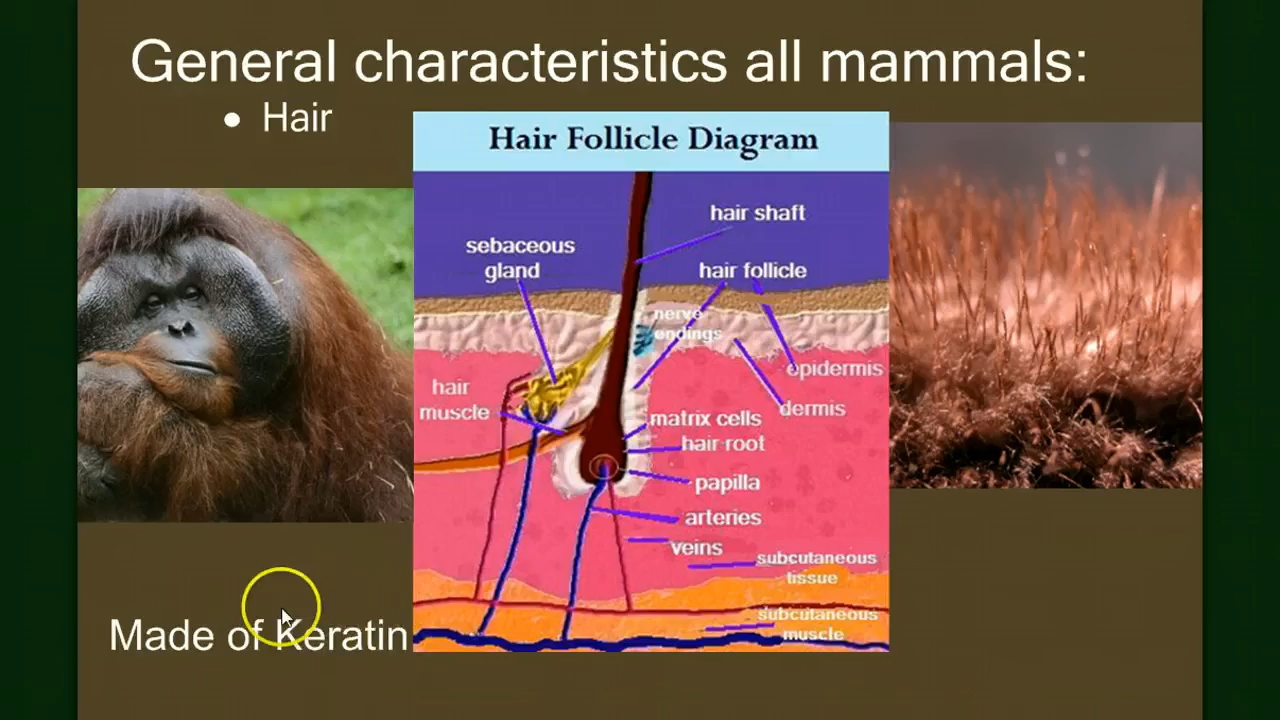 General characteristics all mammals:
• Hair
Hair Follicle Diagram
hair shaft
sebaceous
gland
hair follicle
nerve
endings
epidermis
hair
muscle
dermis
matrix cells
hair root
papilla
arteries
veins
subcutaneous
tissue
subcutaneous
muscle
Made of Keratin